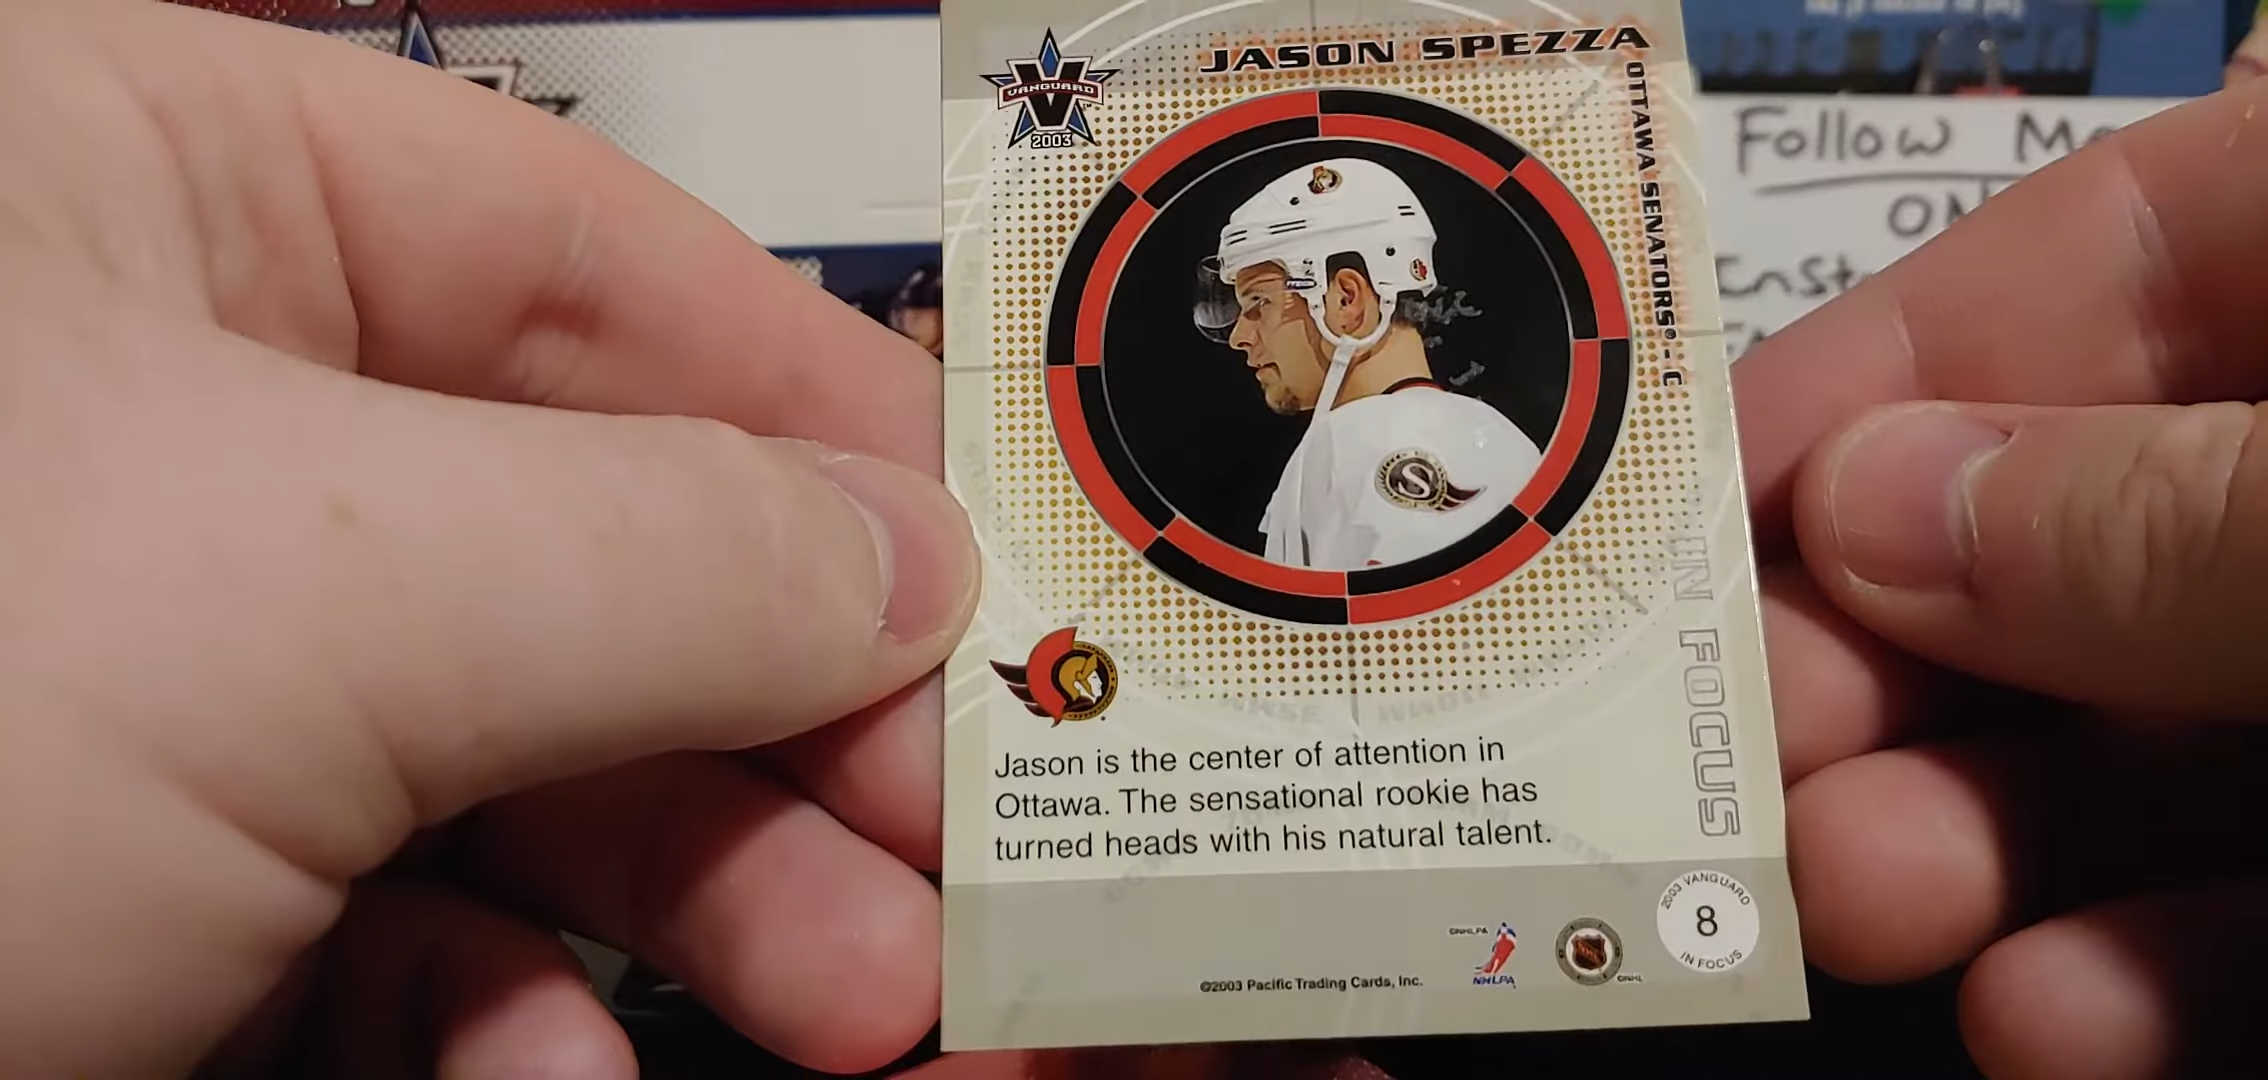 VANGUARD
2003
JASON SPEZZA
OTTAWA SENATORS® - C
IN FOCUS
Jason is the center of attention in
Ottawa. The sensational rookie has
turned heads with his natural talent.
©2003 Pacific Trading Cards, Inc.
©NHLPA
NHLPA
©NHL
2003 VANGUARD
8
IN FOCUS
Follow